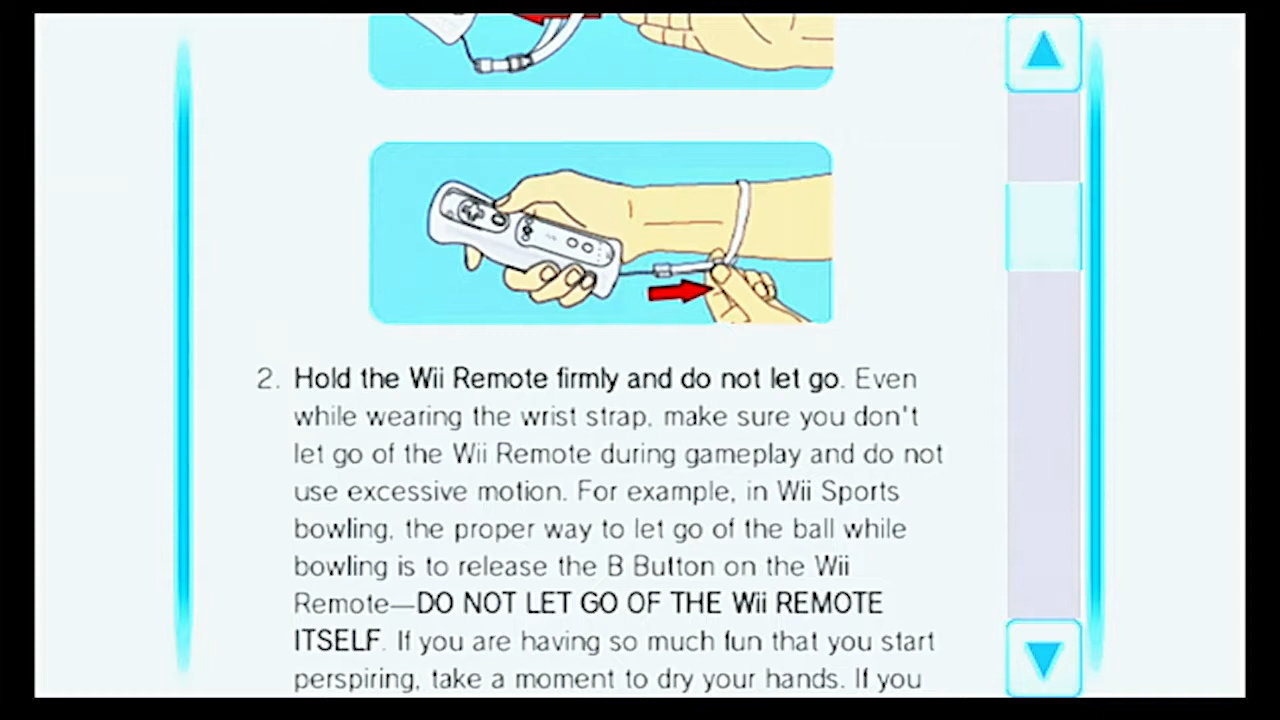 2. Hold the Wii Remote firmly and do not let go. Even
while wearing the wrist strap, make sure you don't
let go of the Wii Remote during gameplay and do not
use excessive motion. For example, in Wii Sports
bowling, the proper way to let go of the ball while
bowling is to release the B Button on the Wii
Remote—DO NOT LET GO OF THE Wii REMOTE
ITSELF. If you are having so much fun that you start
perspiring, take a moment to dry your hands. If you